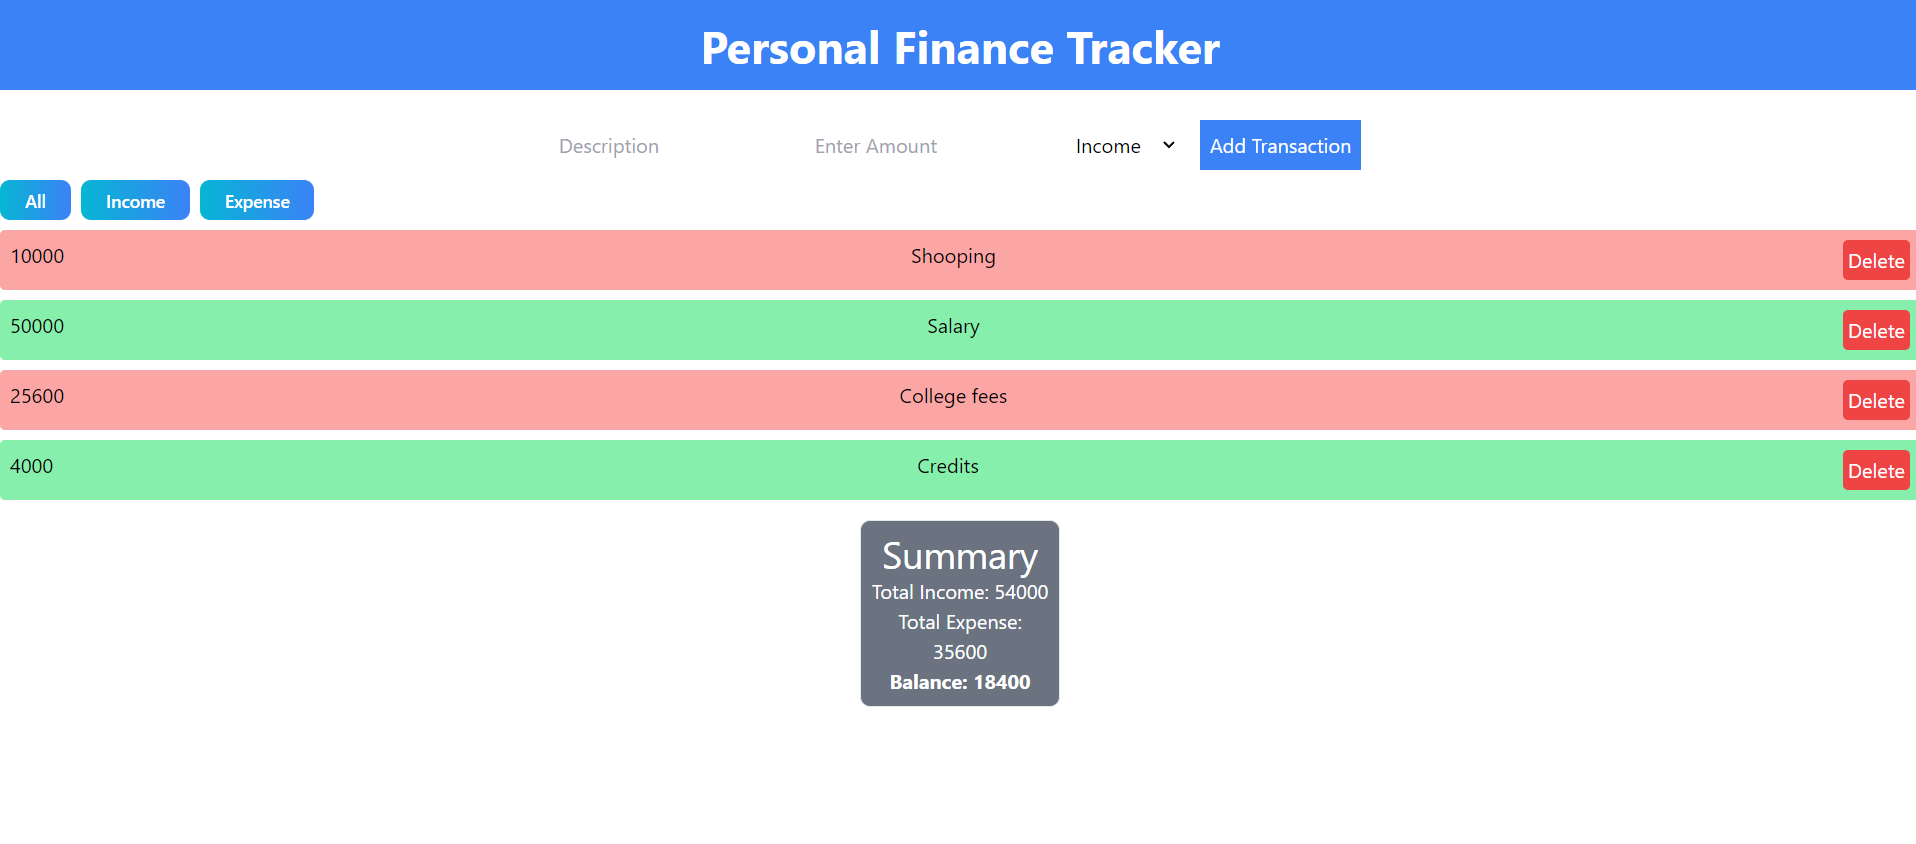 Personal Finance Tracker
Description Enter Amount Income Add Transaction
All Income Expense
10000 Shooping Delete
50000 Salary Delete
25600 College fees Delete
4000 Credits Delete
Summary
Total Income: 54000
Total Expense:
35600
Balance: 18400